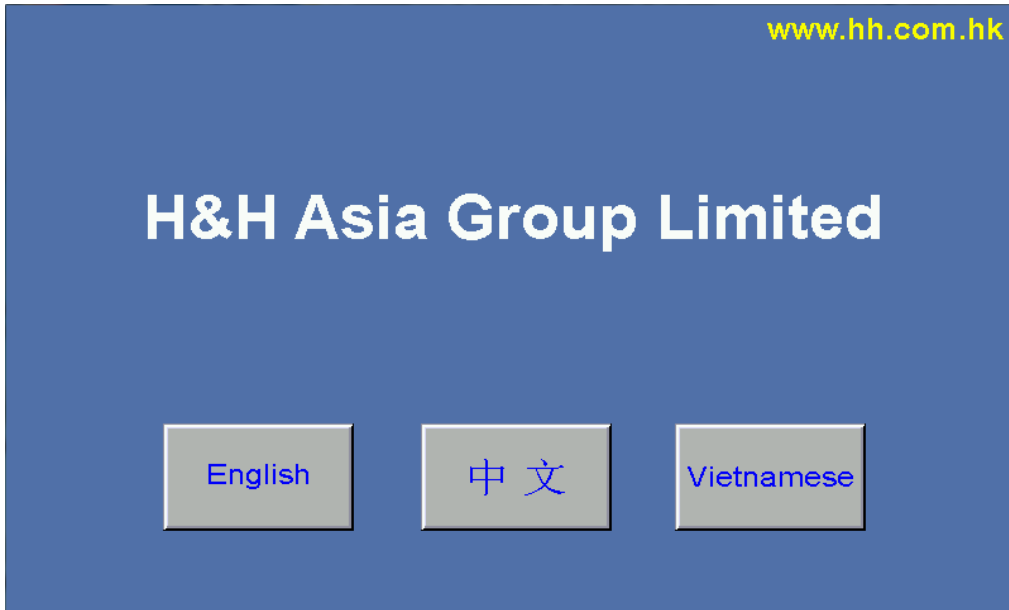 www.hh.com.hk
H&H Asia Group Limited
English
中 文
Vietnamese